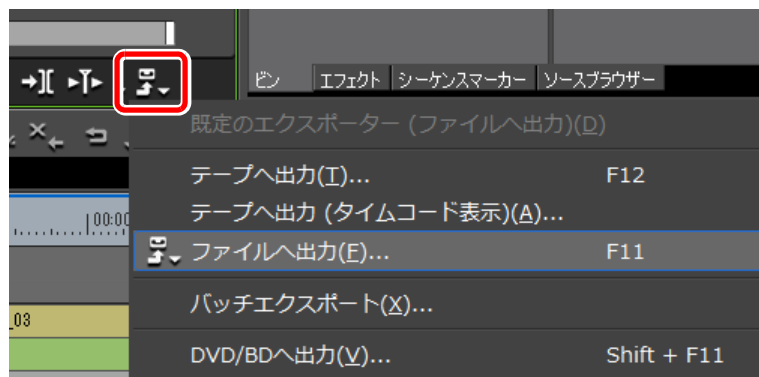 ビン エフェクト シーケンスマーカー ソースブラウザー
既定のエクスポーター (ファイルへ出力)(D)
テープへ出力(T)... F12
テープへ出力 (タイムコード表示)(A)...
ファイルへ出力(F)... F11
バッチエクスポート(X)...
DVD/BDへ出力(V)... Shift + F11
00:00
_03